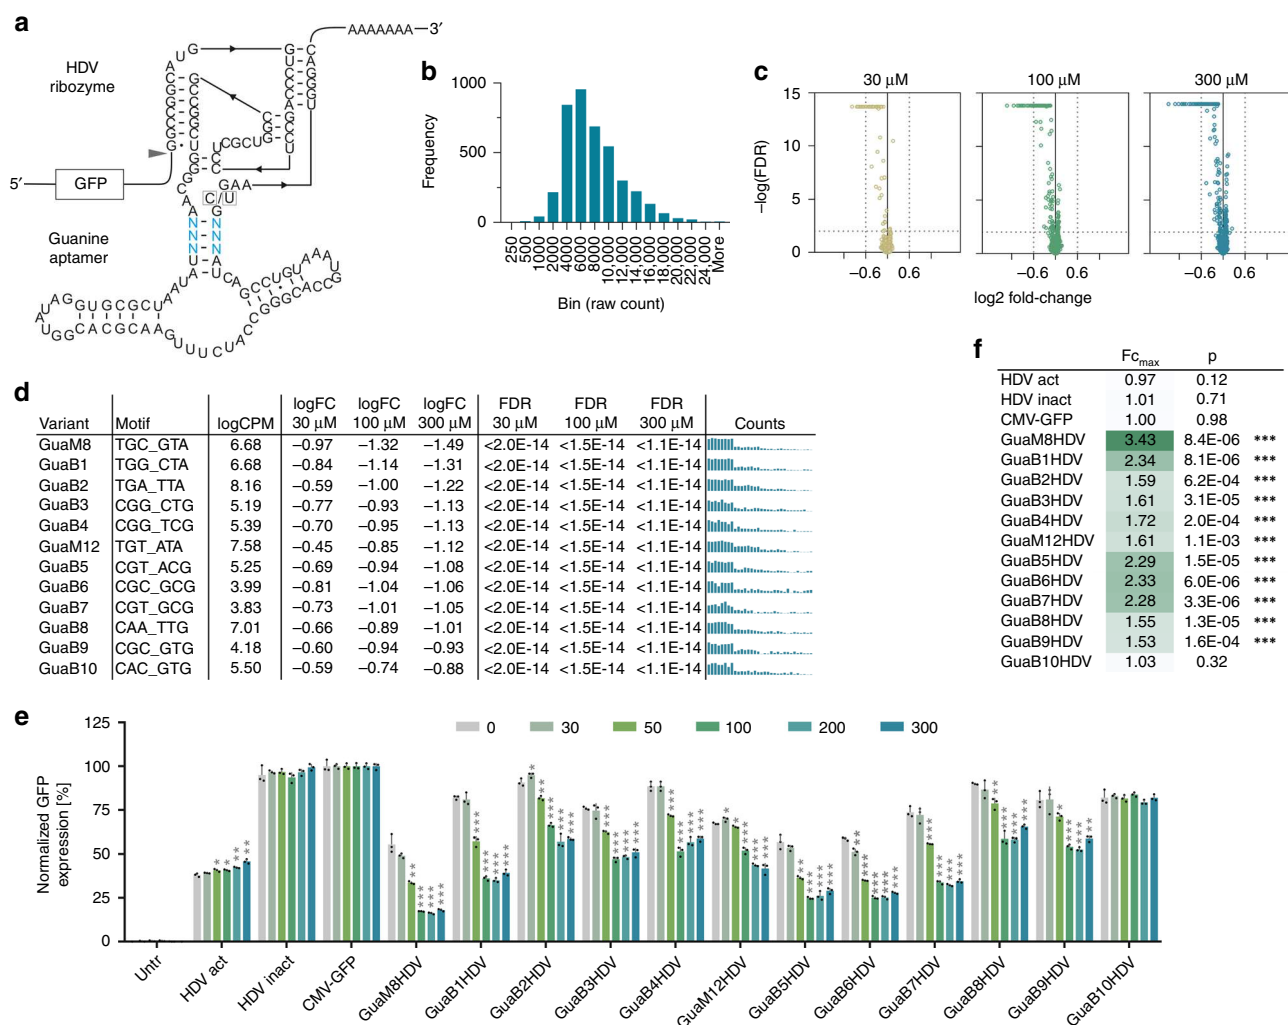 a
HDV
ribozyme
AAAAAAA 3′
5′
GFP
Guanine
aptamer
C U
NNNN NNNN
b
Frequency
1000
500
0
250
500
1000
2000
4000
6000
8000
10,000
12,000
14,000
16,000
18,000
20,000
22,000
24,000
More
Bin (raw count)
c
30 µM 100 µM 300 µM
−log(FDR)
15
10
5
0
−0.6 0.6 −0.6 0.6 −0.6 0.6
log2 fold-change
d
Variant Motif logCPM logFC 30 µM logFC 100 µM logFC 300 µM FDR 30 µM FDR 100 µM FDR 300 µM Counts
GuaM8 TGC_GTA 6.68 −0.97 −1.32 −1.49 <2.0E-14 <1.5E-14 <1.1E-14
GuaB1 TGG_CTA 6.68 −0.84 −1.14 −1.31 <2.0E-14 <1.5E-14 <1.1E-14
GuaB2 TGA_TTA 8.16 −0.59 −1.00 −1.22 <2.0E-14 <1.5E-14 <1.1E-14
GuaB3 CGG_CTG 5.19 −0.77 −0.93 −1.13 <2.0E-14 <1.5E-14 <1.1E-14
GuaB4 CGG_TCG 5.39 −0.70 −0.95 −1.13 <2.0E-14 <1.5E-14 <1.1E-14
GuaM12 TGT_ATA 7.58 −0.45 −0.85 −1.12 <2.0E-14 <1.5E-14 <1.1E-14
GuaB5 CGT_ACG 5.25 −0.69 −0.94 −1.08 <2.0E-14 <1.5E-14 <1.1E-14
GuaB6 CGC_GCG 3.99 −0.81 −1.04 −1.06 <2.0E-14 <1.5E-14 <1.1E-14
GuaB7 CGT_GCG 3.83 −0.73 −1.01 −1.05 <2.0E-14 <1.5E-14 <1.1E-14
GuaB8 CAA_TTG 7.01 −0.66 −0.89 −1.01 <2.0E-14 <1.5E-14 <1.1E-14
GuaB9 CGC_GTG 4.18 −0.60 −0.94 −0.93 <2.0E-14 <1.5E-14 <1.1E-14
GuaB10 CAC_GTG 5.50 −0.59 −0.74 −0.88 <2.0E-14 <1.5E-14 <1.1E-14
f
Fcmax p
HDV act 0.97 0.12
HDV inact 1.01 0.71
CMV-GFP 1.00 0.98
GuaM8HDV 3.43 8.4E-06 ***
GuaB1HDV 2.34 8.1E-06 ***
GuaB2HDV 1.59 6.2E-04 ***
GuaB3HDV 1.61 3.1E-05 ***
GuaB4HDV 1.72 2.0E-04 ***
GuaM12HDV 1.61 1.1E-03 ***
GuaB5HDV 2.29 1.5E-05 ***
GuaB6HDV 2.33 6.0E-06 ***
GuaB7HDV 2.28 3.3E-06 ***
GuaB8HDV 1.55 1.3E-05 ***
GuaB9HDV 1.53 1.6E-04 ***
GuaB10HDV 1.03 0.32
e
Normalized GFP
expression [%]
125
100
75
50
25
0
0 30 50 100 200 300
Untr
HDV act
HDV inact
CMV-GFP
GuaM8HDV
GuaB1HDV
GuaB2HDV
GuaB3HDV
GuaB4HDV
GuaM12HDV
GuaB5HDV
GuaB6HDV
GuaB7HDV
GuaB8HDV
GuaB9HDV
GuaB10HDV